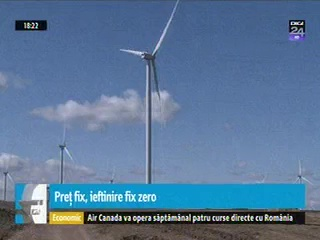 18:22
DIGI
24
Preț fix, ieftinire fix zero
Economic
Air Canada va opera săptămânal patru curse directe cu România